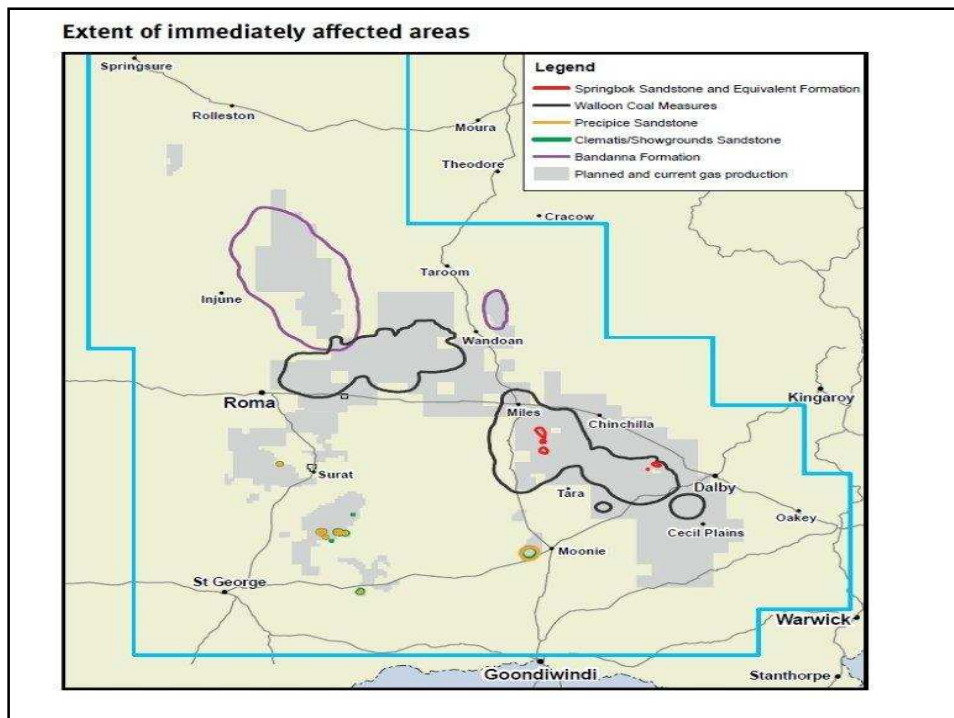 Extent of immediately affected areas
Springsure
Legend
Springbok Sandstone and Equivalent Formation
Walloon Coal Measures
Precipice Sandstone
Clematis/Showgrounds Sandstone
Bandanna Formation
Planned and current gas production
Rolleston
Moura
Theodore
Cracow
Taroom
Injune
Wandoan
Kingaroy
Roma
Miles
Chinchilla
Surat
Dalby
Tara
Oakey
Cecil Plains
Moonie
St George
Warwick
Goondiwindi
Stanthorpe